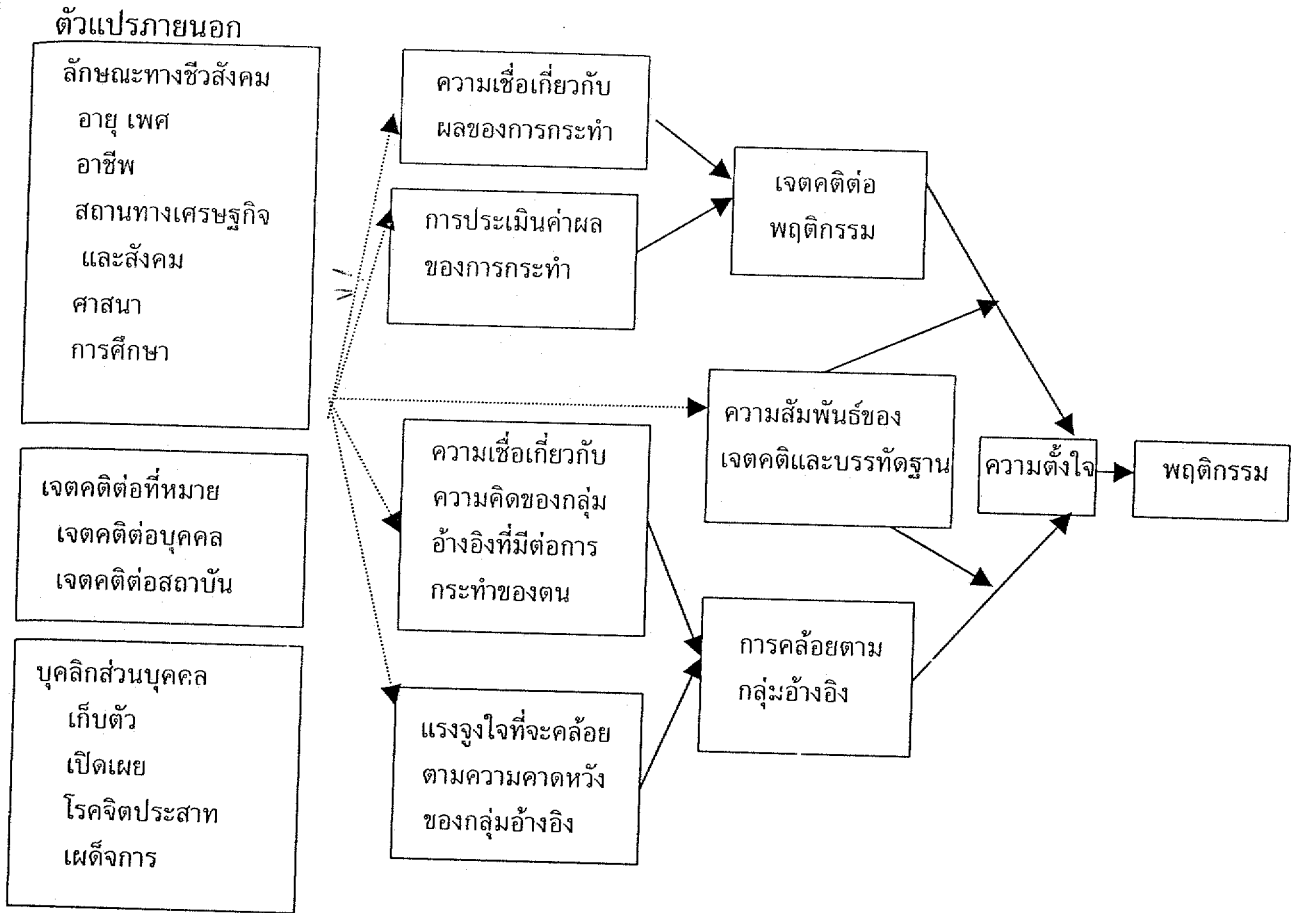 ตัวแปรภายนอก
ลักษณะทางชีวสังคม
อายุ เพศ
อาชีพ
สถานทางเศรษฐกิจ
และสังคม
ศาสนา
การศึกษา
เจตคติต่อที่หมาย
เจตคติต่อบุคคล
เจตคติต่อสถาบัน
บุคลิกส่วนบุคคล
เก็บตัว
เปิดเผย
โรคจิตประสาท
เผด็จการ
ความเชื่อเกี่ยวกับ
ผลของการกระทำ
การประเมินค่าผล
ของการกระทำ
ความเชื่อเกี่ยวกับ
ความคิดของกลุ่ม
อ้างอิงที่มีต่อการ
กระทำของตน
แรงจูงใจที่จะคล้อย
ตามความคาดหวัง
ของกลุ่มอ้างอิง
เจตคติต่อ
พฤติกรรม
ความสัมพันธ์ของ
เจตคติและบรรทัดฐาน
การคล้อยตาม
กลุ่มอ้างอิง
ความตั้งใจ
พฤติกรรม